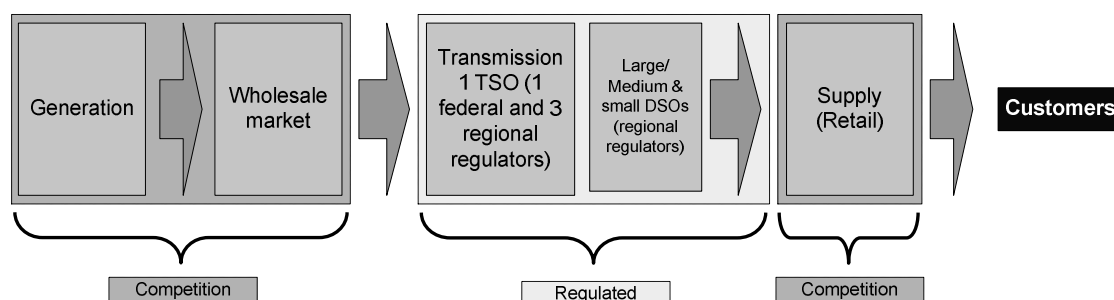 Generation
Wholesale
market
Transmission
1 TSO (1
federal and 3
regional
regulators)
Large/
Medium &
small DSOs
(regional
regulators)
Supply
(Retail)
Customers
Competition
Regulated
Competition